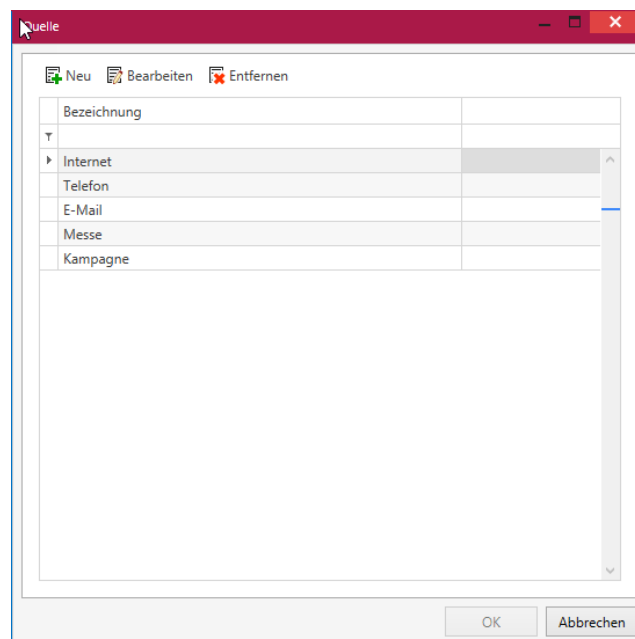 Quelle
Neu Bearbeiten Entfernen
Bezeichnung
Internet
Telefon
E-Mail
Messe
Kampagne
OK Abbrechen